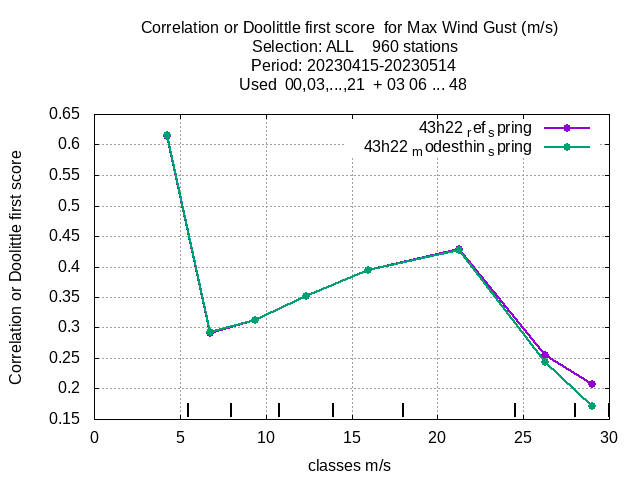 Correlation or Doolittle first score  for Max Wind Gust (m/s)
Selection: ALL    960 stations
Period: 20230415-20230514
Used  00,03,...,21  + 03 06 ... 48
43h22 ref spring
43h22 modesthin spring
Correlation or Doolittle first score
0.65
0.6
0.55
0.5
0.45
0.4
0.35
0.3
0.25
0.2
0.15
0 5 10 15 20 25 30
classes m/s